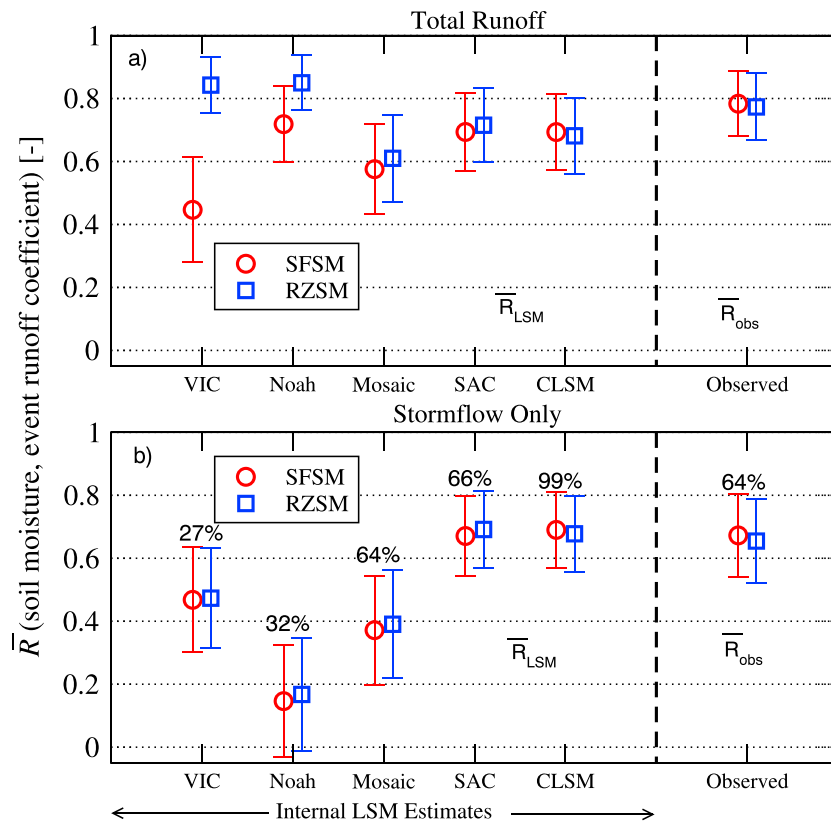 Total Runoff
a)
1
0.8
0.6
0.4
0.2
0
SFSM
RZSM
R̅LSM
R̅obs
VIC Noah Mosaic SAC CLSM Observed
R̅ (soil moisture, event runoff coefficient) [-]
Stormflow Only
b)
1
0.8
0.6
0.4
0.2
0
SFSM
RZSM
27%
32%
64%
66%
99%
64%
R̅LSM
R̅obs
VIC Noah Mosaic SAC CLSM Observed
Internal LSM Estimates